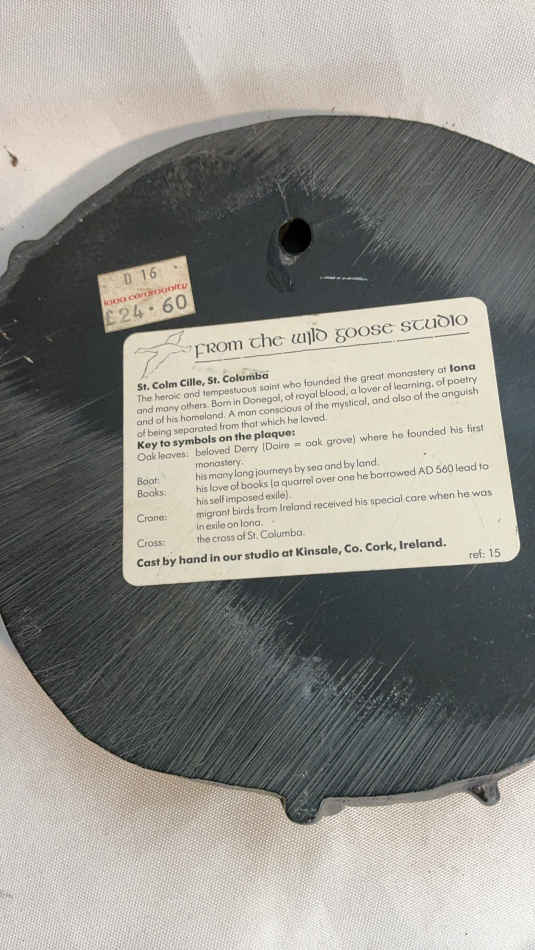 D 16
iona community
£24.60
FROM the wild goose studio
St. Colm Cille, St. Columba
The heroic and tempestuous saint who founded the great monastery at Iona
and many others. Born in Donegal, of royal blood, a lover of learning, of poetry
and of his homeland. A man conscious of the mystical, and also of the anguish
of being separated from that which he loved.
Key to symbols on the plaque:
Oak leaves: beloved Derry (Doire = oak grove) where he founded his first
monastery.
Boat: his many long journeys by sea and by land.
Books: his love of books (a quarrel over one he borrowed AD 560 lead to
his self imposed exile).
Crane: migrant birds from Ireland received his special care when he was
in exile on Iona.
Cross: the cross of St. Columba.
Cast by hand in our studio at Kinsale, Co. Cork, Ireland.
ref: 15